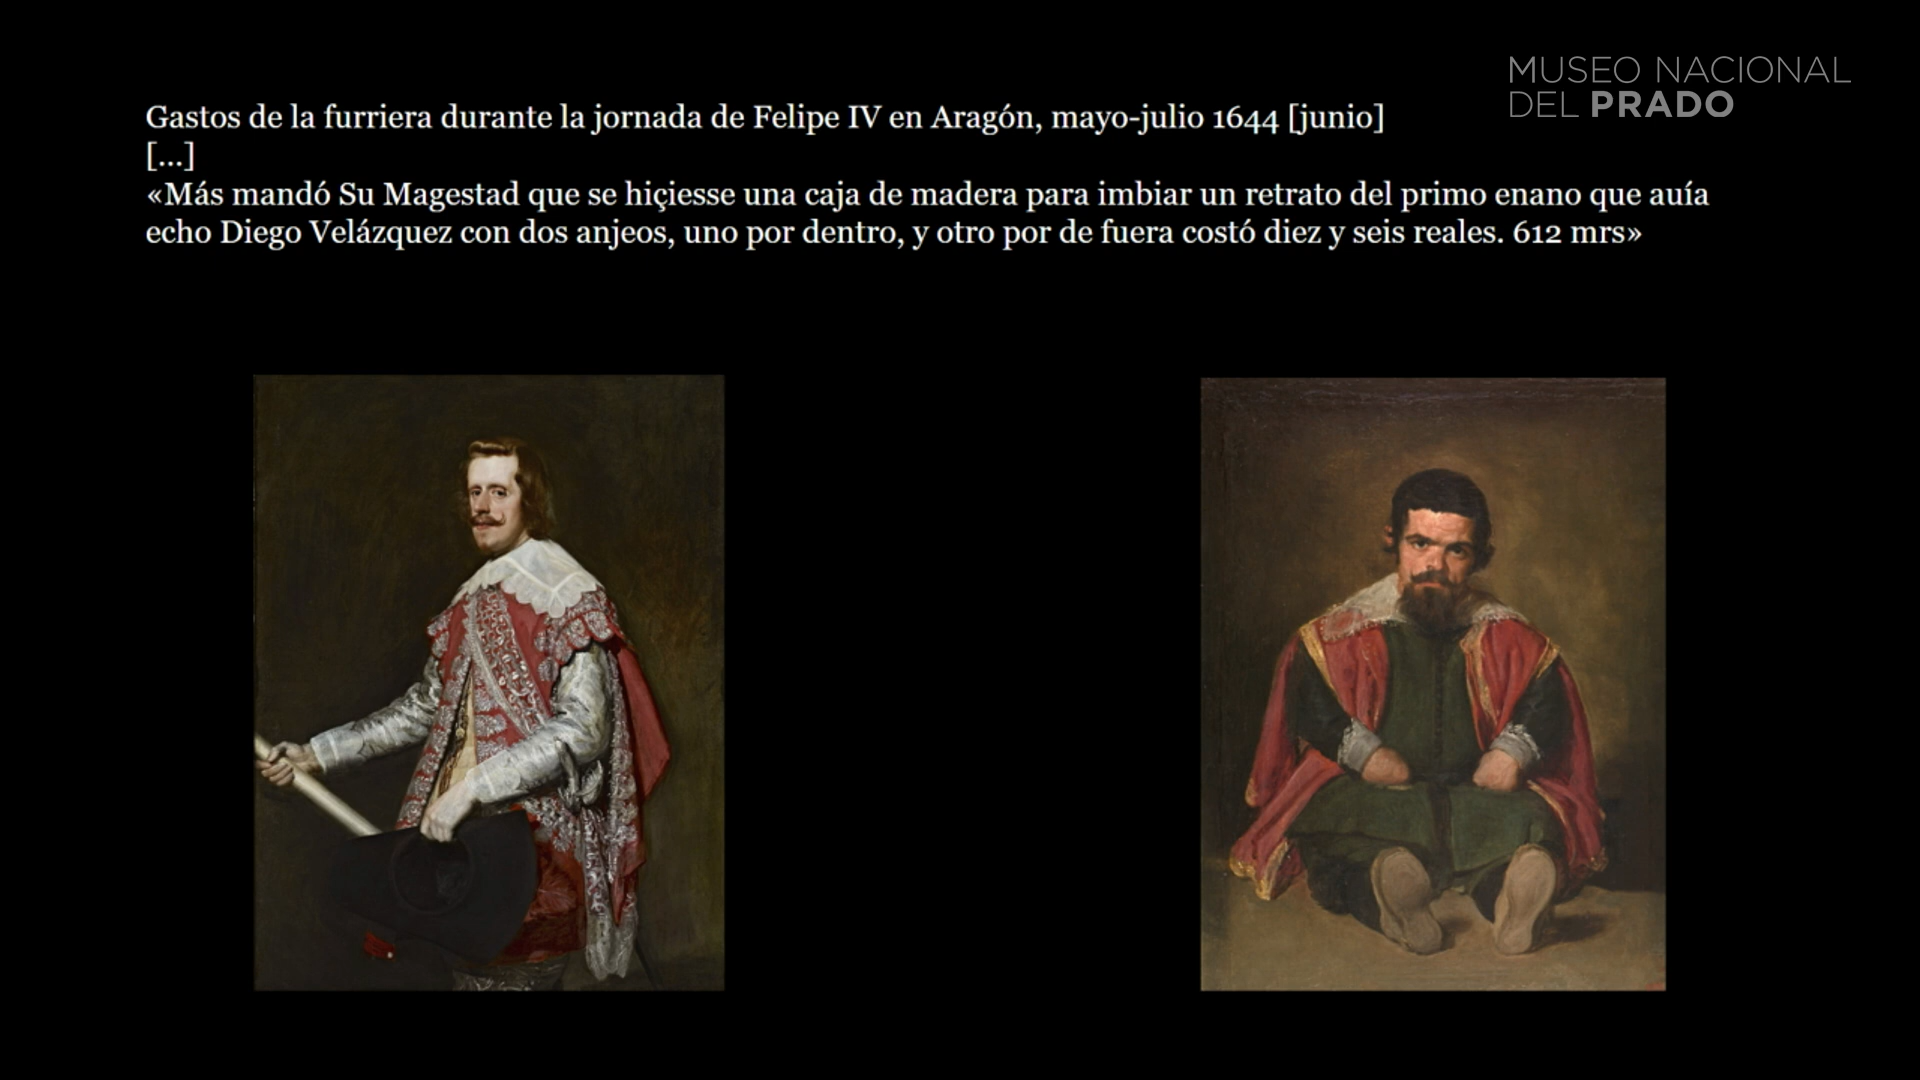 MUSEO NACIONAL
DEL PRADO
Gastos de la furriera durante la jornada de Felipe IV en Aragón, mayo-julio 1644 [junio]
[...]
«Más mandó Su Magestad que se hiçiesse una caja de madera para imbiar un retrato del primo enano que auía
echo Diego Velázquez con dos anjeos, uno por dentro, y otro por de fuera costó diez y seis reales. 612 mrs»